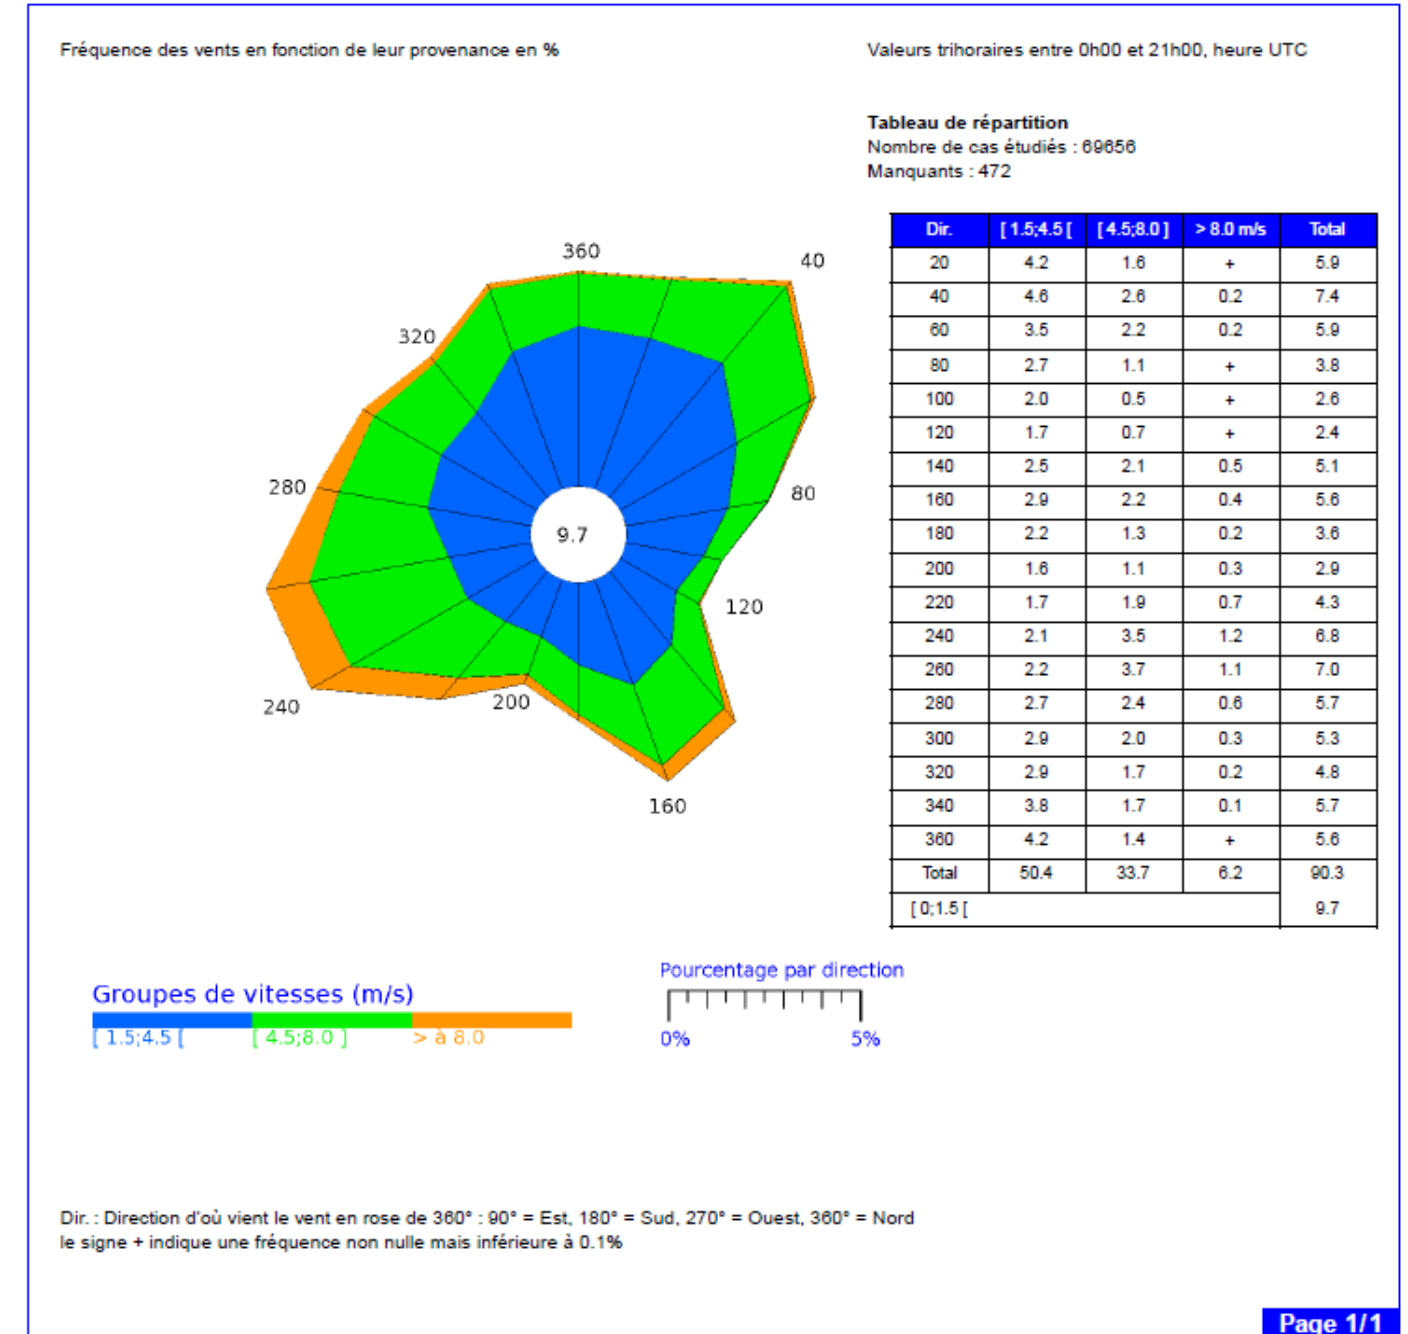 Fréquence des vents en fonction de leur provenance en %
Valeurs trihoraires entre 0h00 et 21h00, heure UTC
Tableau de répartition
Nombre de cas étudiés : 69656
Manquants : 472
360
40
320
280
80
9.7
120
240
200
160
Dir. [ 1.5;4.5 [ [ 4.5;8.0 ] > 8.0 m/s Total
20 4.2 1.6 + 5.9
40 4.6 2.6 0.2 7.4
60 3.5 2.2 0.2 5.9
80 2.7 1.1 + 3.8
100 2.0 0.5 + 2.6
120 1.7 0.7 + 2.4
140 2.5 2.1 0.5 5.1
160 2.9 2.2 0.4 5.6
180 2.2 1.3 0.2 3.6
200 1.6 1.1 0.3 2.9
220 1.7 1.9 0.7 4.3
240 2.1 3.5 1.2 6.8
260 2.2 3.7 1.1 7.0
280 2.7 2.4 0.6 5.7
300 2.9 2.0 0.3 5.3
320 2.9 1.7 0.2 4.8
340 3.8 1.7 0.1 5.7
360 4.2 1.4 + 5.6
Total 50.4 33.7 6.2 90.3
[ 0;1.5 [ 9.7
Groupes de vitesses (m/s)
[ 1.5;4.5 [ [ 4.5;8.0 ] > à 8.0
Pourcentage par direction
0% 5%
Dir. : Direction d'où vient le vent en rose de 360° : 90° = Est, 180° = Sud, 270° = Ouest, 360° = Nord
le signe + indique une fréquence non nulle mais inférieure à 0.1%
Page 1/1